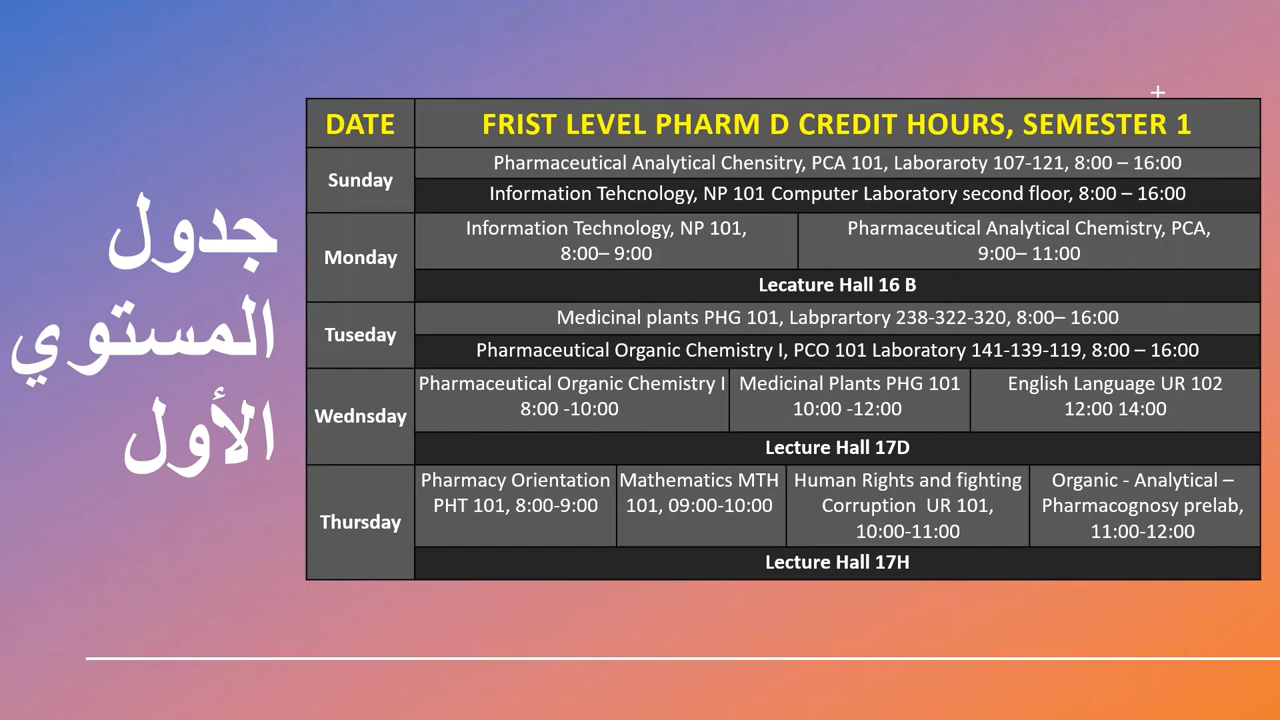 جدول
المستوي
الأول
+
DATE
FRIST LEVEL PHARM D CREDIT HOURS, SEMESTER 1
Sunday
Pharmaceutical Analytical Chensitry, PCA 101, Laboraroty 107-121, 8:00 – 16:00
Information Tehcnology, NP 101 Computer Laboratory second floor, 8:00 – 16:00
Monday
Information Technology, NP 101,
8:00– 9:00
Pharmaceutical Analytical Chemistry, PCA,
9:00– 11:00
Lecature Hall 16 B
Tuseday
Medicinal plants PHG 101, Labprartory 238-322-320, 8:00– 16:00
Pharmaceutical Organic Chemistry I, PCO 101 Laboratory 141-139-119, 8:00 – 16:00
Wednsday
Pharmaceutical Organic Chemistry I
8:00 -10:00
Medicinal Plants PHG 101
10:00 -12:00
English Language UR 102
12:00 14:00
Lecture Hall 17D
Thursday
Pharmacy Orientation
PHT 101, 8:00-9:00
Mathematics MTH
101, 09:00-10:00
Human Rights and fighting
Corruption  UR 101,
10:00-11:00
Organic - Analytical –
Pharmacognosy prelab,
11:00-12:00
Lecture Hall 17H